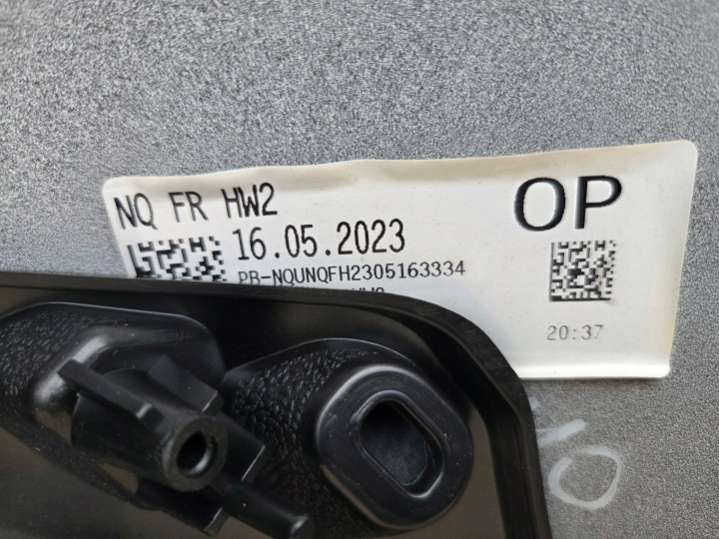 NQ FR HW2
OP
16.05.2023
PB-NQUNQFH2305163334
20:37